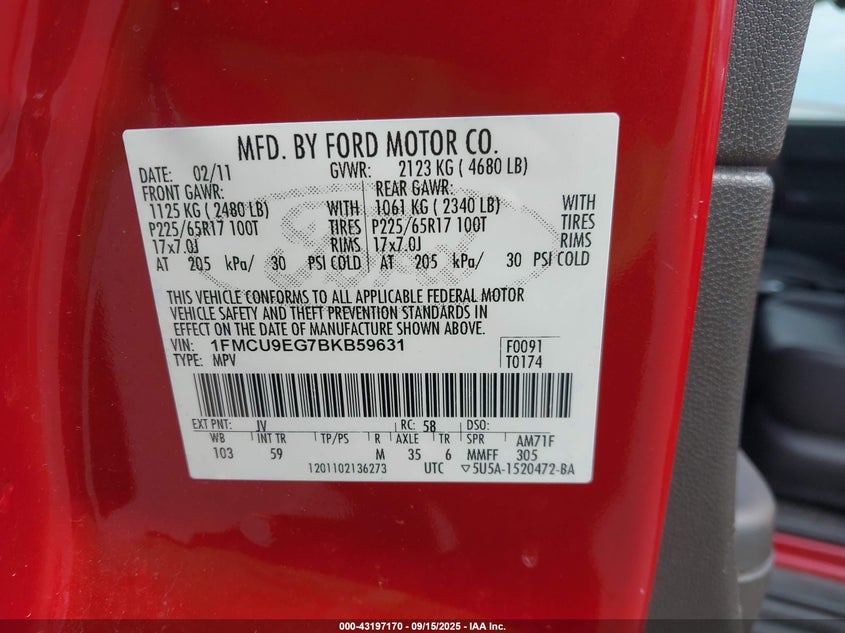 MFD. BY FORD MOTOR CO.
DATE: 02/11 GVWR: 2123 KG ( 4680 LB)
FRONT GAWR: REAR GAWR:
1125 KG ( 2480 LB) WITH 1061 KG ( 2340 LB) WITH
P225/65R17 100T TIRES P225/65R17 100T TIRES
17x7.0J RIMS 17x7.0J RIMS
AT 205 kPa/ 30 PSI COLD AT 205 kPa/ 30 PSI COLD
THIS VEHICLE CONFORMS TO ALL APPLICABLE FEDERAL MOTOR
VEHICLE SAFETY AND THEFT PREVENTION STANDARDS IN
EFFECT ON THE DATE OF MANUFACTURE SHOWN ABOVE.
VIN: 1FMCU9EG7BKB59631 F0091
TYPE: MPV T0174
EXT PNT: JV RC: 58 DSO:
WB INT TR TP/PS R AXLE TR SPR AM71F
103 59 M 35 6 MMFF 305
1201102136273 UTC ▽5U5A-1520472-BA
Ford
000-43197170 - 09/15/2025 - IAA Inc.